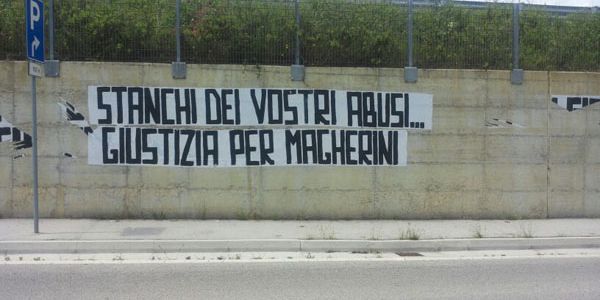 P
STANCHI DEI VOSTRI ABUSI...
GIUSTIZIA PER MAGHERINI